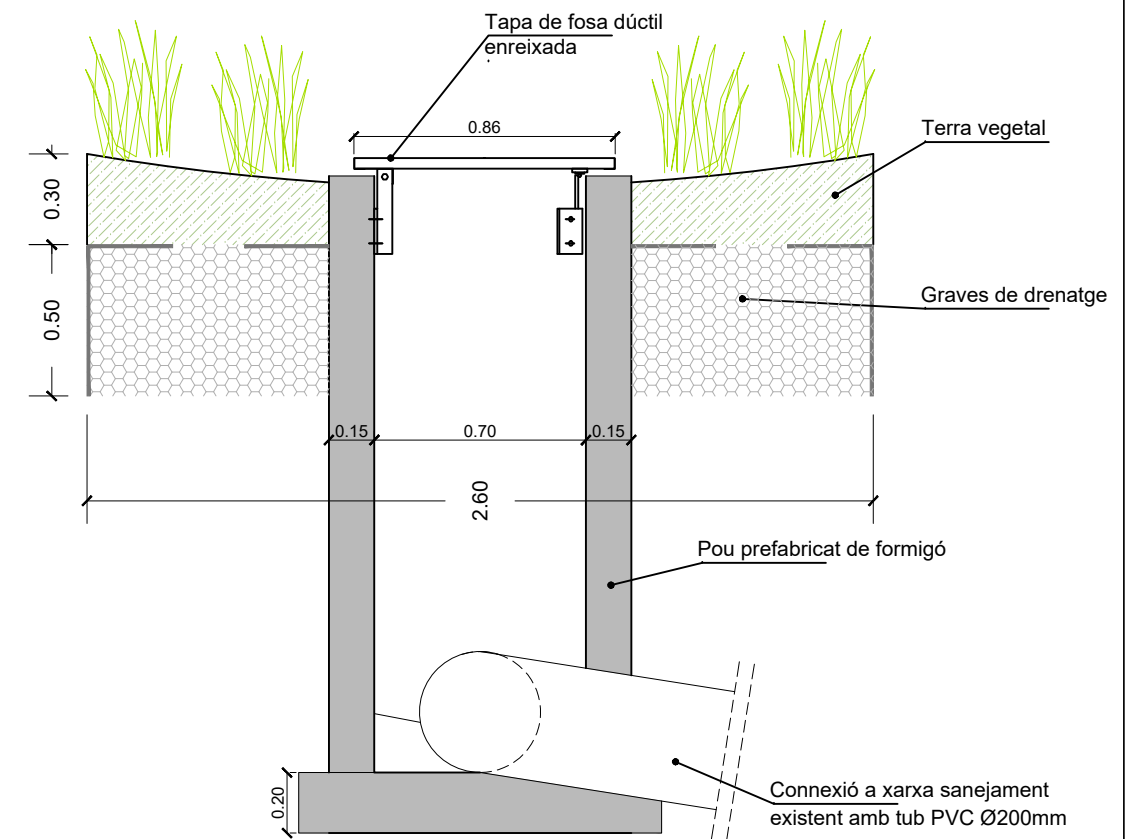 Tapa de fosa dúctil
enreixada
0.86
Terra vegetal
0.30
Graves de drenatge
0.50
0.15
0.70
0.15
2.60
Pou prefabricat de formigó
0.20
Connexió a xarxa sanejament
existent amb tub PVC Ø200mm